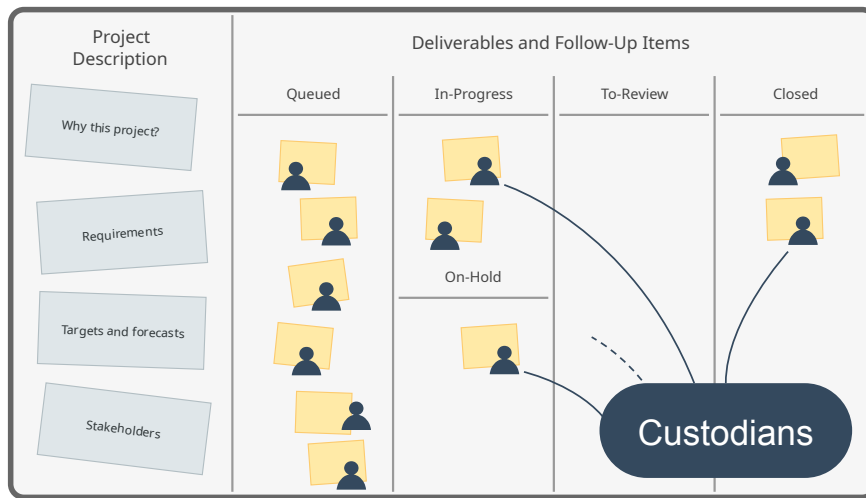 Project
Description
Deliverables and Follow-Up Items
Queued
In-Progress
To-Review
Closed
Why this project?
Requirements
On-Hold
Targets and forecasts
Stakeholders
Custodians